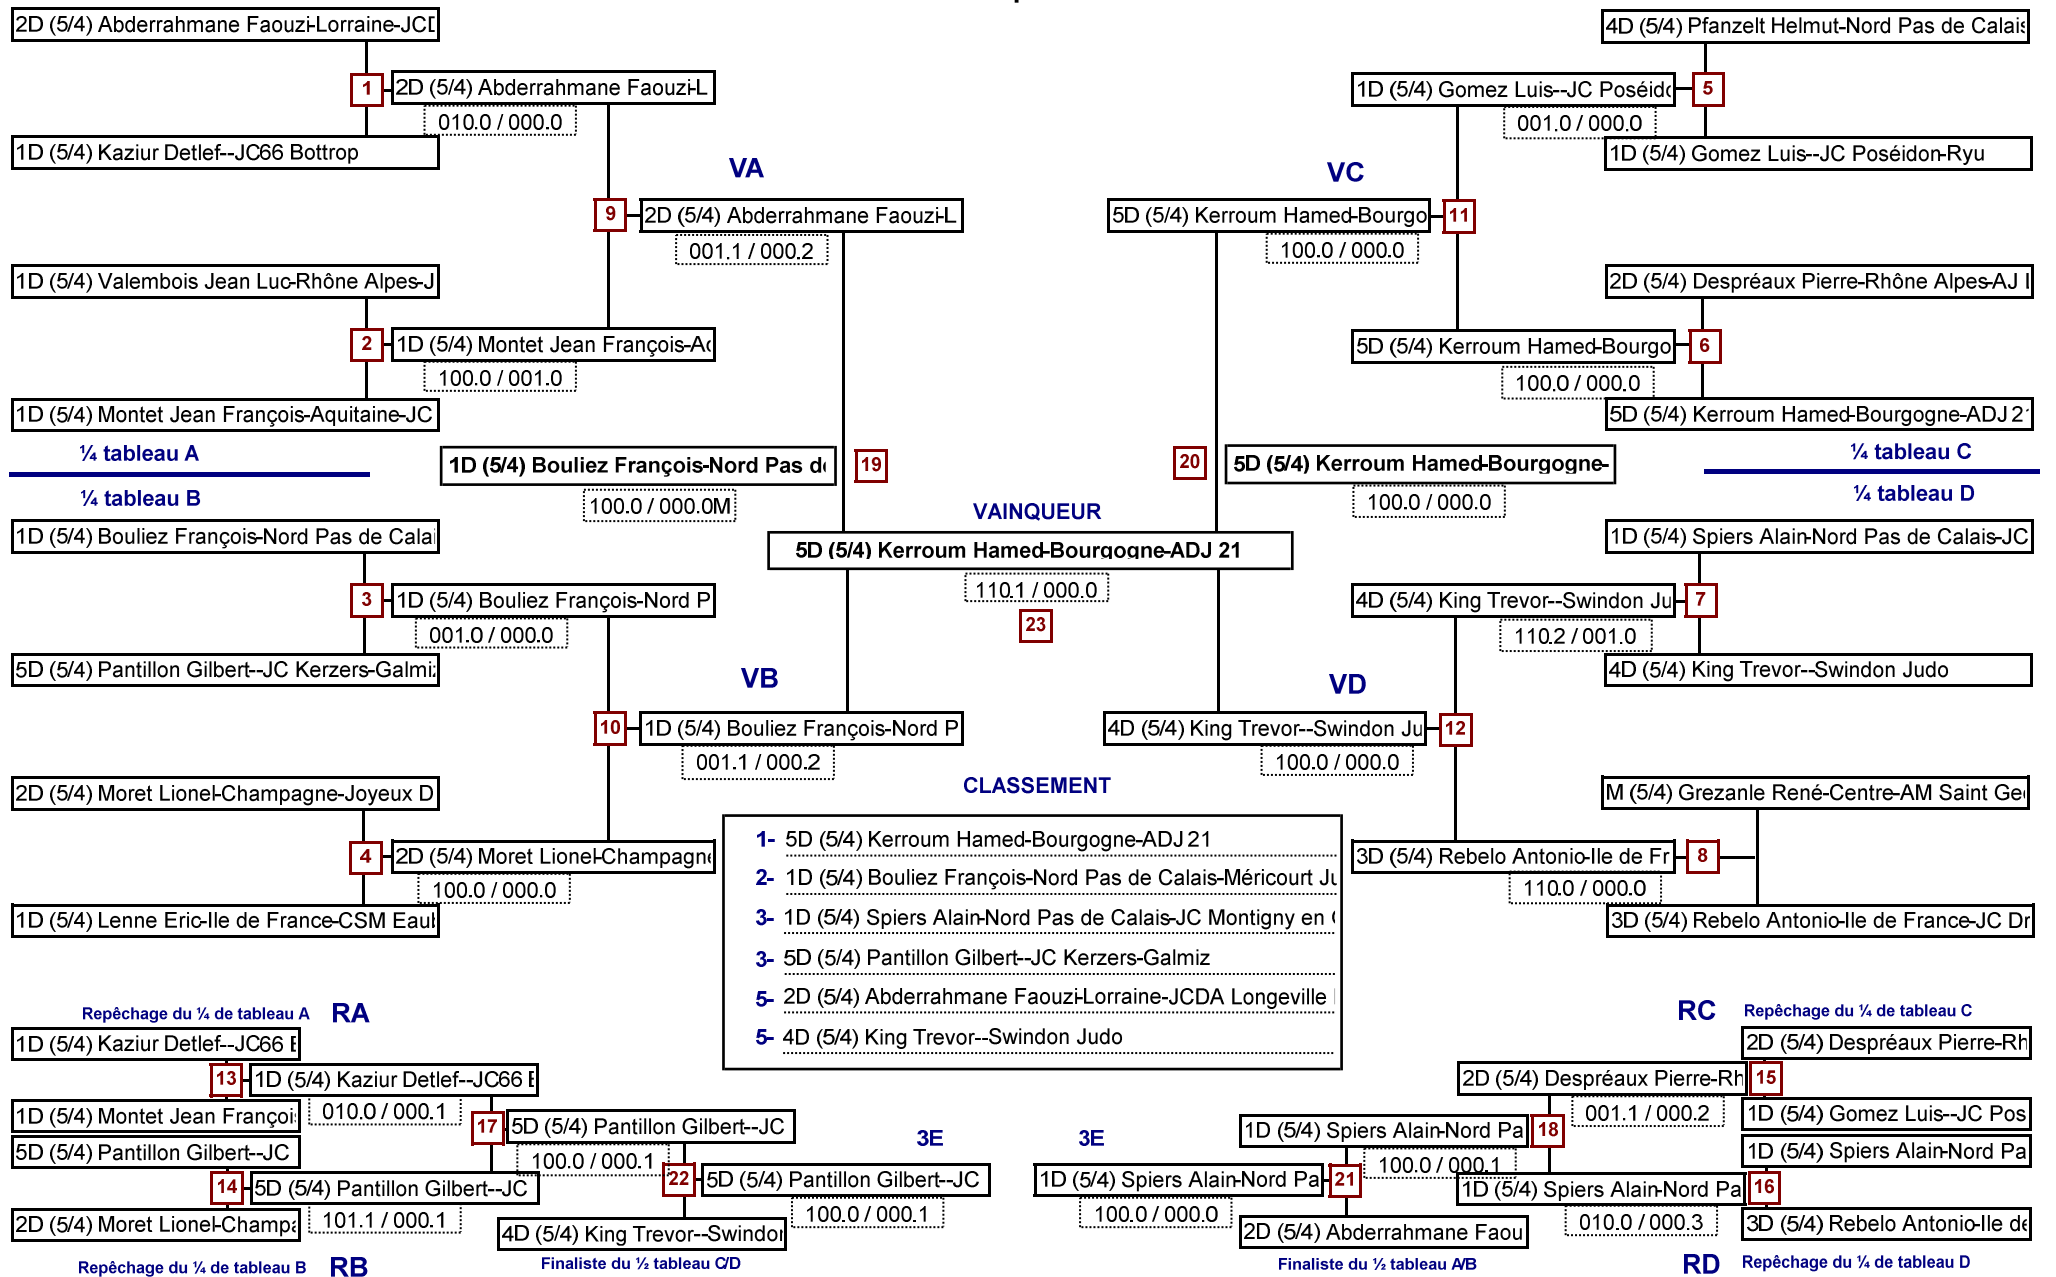 2D (5/4) Abderrahmane Faouzi-Lorraine-JCD
4D (5/4) Pfanzelt Helmut-Nord Pas de Calais
1
2D (5/4) Abderrahmane Faouzi-L
010.0 / 000.0
1D (5/4) Gomez Luis--JC Poséido
5
001.0 / 000.0
1D (5/4) Kaziur Detlef--JC66 Bottrop
1D (5/4) Gomez Luis--JC Poséidon-Ryu
VA
VC
9
2D (5/4) Abderrahmane Faouzi-L
001.1 / 000.2
5D (5/4) Kerroum Hamed-Bourgo
11
100.0 / 000.0
1D (5/4) Valembois Jean Luc-Rhône Alpes-J
2D (5/4) Despréaux Pierre-Rhône Alpes-AJ
2
1D (5/4) Montet Jean François-A
100.0 / 001.0
5D (5/4) Kerroum Hamed-Bourgo
6
100.0 / 000.0
1D (5/4) Montet Jean François-Aquitaine-JC
5D (5/4) Kerroum Hamed-Bourgogne-ADJ 2
¼ tableau A
¼ tableau C
1D (5/4) Bouliez François-Nord Pas d
19
20
5D (5/4) Kerroum Hamed-Bourgogne-
¼ tableau B
¼ tableau D
100.0 / 000.0M
100.0 / 000.0
VAINQUEUR
1D (5/4) Bouliez François-Nord Pas de Calai
1D (5/4) Spiers Alain-Nord Pas de Calais-JC
5D (5/4) Kerroum Hamed-Bourgogne-ADJ 21
110.1 / 000.0
23
3
1D (5/4) Bouliez François-Nord P
001.0 / 000.0
4D (5/4) King Trevor--Swindon Ju
7
110.2 / 001.0
5D (5/4) Pantillon Gilbert--JC Kerzers-Galmiz
4D (5/4) King Trevor--Swindon Judo
VB
VD
10
1D (5/4) Bouliez François-Nord P
001.1 / 000.2
4D (5/4) King Trevor--Swindon Ju
12
100.0 / 000.0
2D (5/4) Moret Lionel-Champagne-Joyeux D
M (5/4) Grezanle René-Centre-AM Saint Ge
4
2D (5/4) Moret Lionel-Champagne
100.0 / 000.0
3D (5/4) Rebelo Antonio-Ile de Fr
8
110.0 / 000.0
1D (5/4) Lenne Eric-Ile de France-CSM Eaub
3D (5/4) Rebelo Antonio-Ile de France-JC Dr
CLASSEMENT
1- 5D (5/4) Kerroum Hamed-Bourgogne-ADJ 21
2- 1D (5/4) Bouliez François-Nord Pas de Calais-Méricourt Ju
3- 1D (5/4) Spiers Alain-Nord Pas de Calais-JC Montigny en
3- 5D (5/4) Pantillon Gilbert--JC Kerzers-Galmiz
5- 2D (5/4) Abderrahmane Faouzi-Lorraine-JCDA Longeville
5- 4D (5/4) King Trevor--Swindon Judo
Repêchage du ¼ de tableau A RA
RC Repêchage du ¼ de tableau C
1D (5/4) Kaziur Detlef--JC66 B
2D (5/4) Despréaux Pierre-Rh
13
1D (5/4) Kaziur Detlef--JC66 B
010.0 / 000.1
2D (5/4) Despréaux Pierre-Rh
15
001.1 / 000.2
1D (5/4) Montet Jean Françoi
1D (5/4) Gomez Luis--JC Pos
17
5D (5/4) Pantillon Gilbert--JC
100.0 / 000.1
3E
3E
1D (5/4) Spiers Alain-Nord Pa
18
100.0 / 000.1
5D (5/4) Pantillon Gilbert--JC
1D (5/4) Spiers Alain-Nord Pa
14
5D (5/4) Pantillon Gilbert--JC
101.1 / 000.1
22
5D (5/4) Pantillon Gilbert--JC
100.0 / 000.1
1D (5/4) Spiers Alain-Nord Pa
21
100.0 / 000.0
1D (5/4) Spiers Alain-Nord Pa
16
010.0 / 000.3
2D (5/4) Moret Lionel-Champa
4D (5/4) King Trevor--Swindon
2D (5/4) Abderrahmane Faou
3D (5/4) Rebelo Antonio-Ile de
Repêchage du ¼ de tableau B RB
Finaliste du ½ tableau C/D
Finaliste du ½ tableau A/B
RD Repêchage du ¼ de tableau D